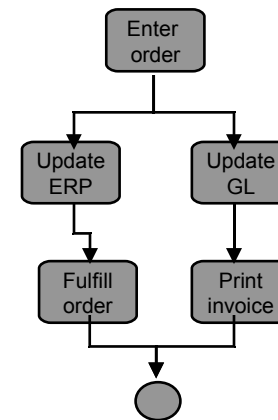 Enter
order
Update
ERP
Update
GL
Fulfill
order
Print
invoice